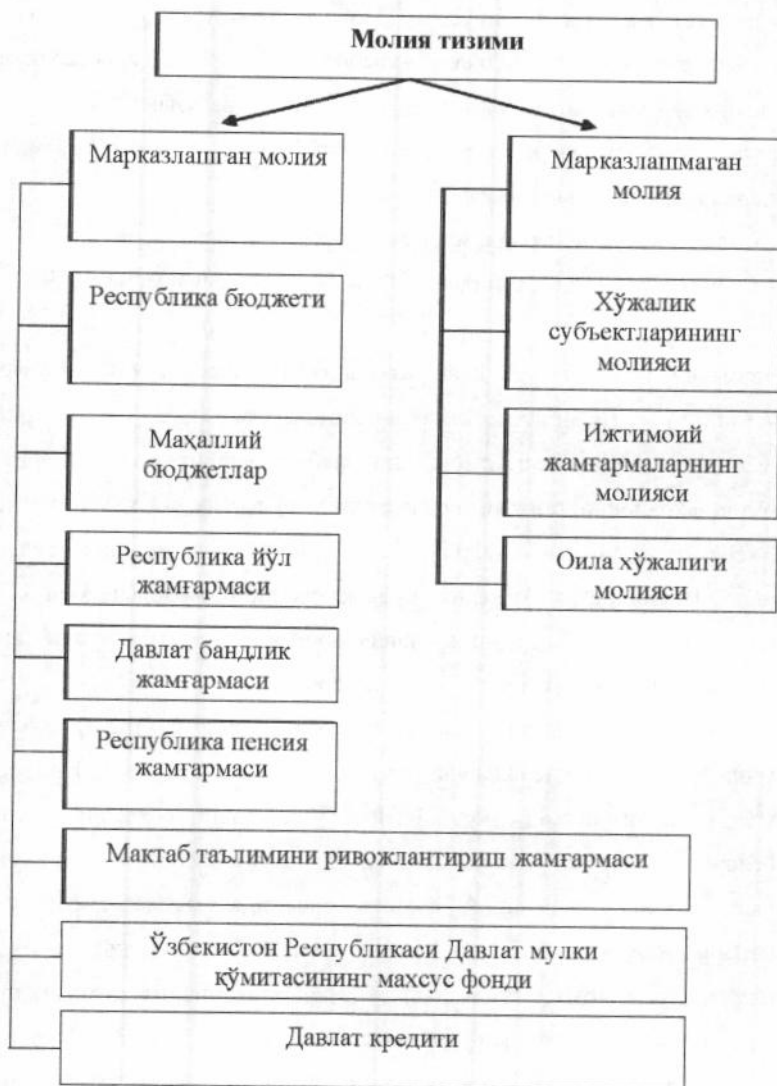 Молия тизими
Марказлашган молия
Республика бюджети
Маҳаллий
бюджетлар
Республика йўл
жамғармаси
Давлат бандлик
жамғармаси
Республика пенсия
жамғармаси
Мактаб таълимини ривожлантириш жамғармаси
Ўзбекистон Республикаси Давлат мулки
қўмитасининг махсус фонди
Давлат кредити
Марказлашмаган
молия
Хўжалик
субъектларининг
молияси
Ижтимоий
жамғармаларнинг
молияси
Оила хўжалиги
молияси